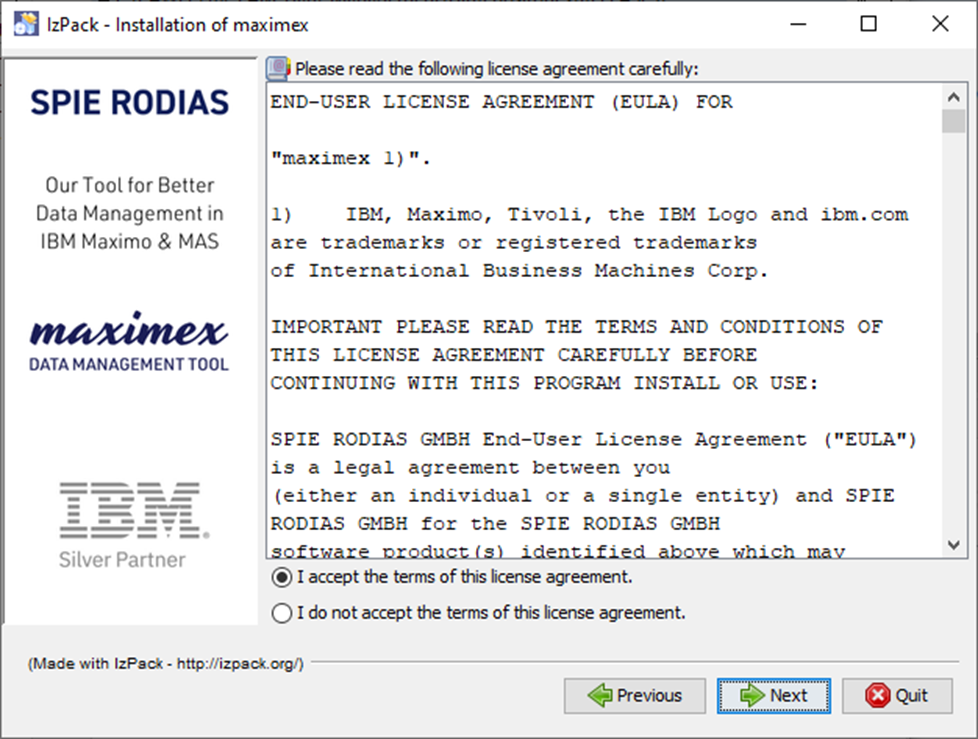 IzPack - Installation of maximex
SPIE RODIAS
Our Tool for Better
Data Management in
IBM Maximo & MAS
maximex
DATA MANAGEMENT TOOL
IBM®
Silver Partner
Please read the following license agreement carefully:
END-USER LICENSE AGREEMENT (EULA) FOR
"maximex 1)".
1) IBM, Maximo, Tivoli, the IBM Logo and ibm.com
are trademarks or registered trademarks
of International Business Machines Corp.
IMPORTANT PLEASE READ THE TERMS AND CONDITIONS OF
THIS LICENSE AGREEMENT CAREFULLY BEFORE
CONTINUING WITH THIS PROGRAM INSTALL OR USE:
SPIE RODIAS GMBH End-User License Agreement ("EULA")
is a legal agreement between you
(either an individual or a single entity) and SPIE
RODIAS GMBH for the SPIE RODIAS GMBH
software product(s) identified above which may
I accept the terms of this license agreement.
I do not accept the terms of this license agreement.
(Made with IzPack - http://izpack.org/)
Previous
Next
Quit